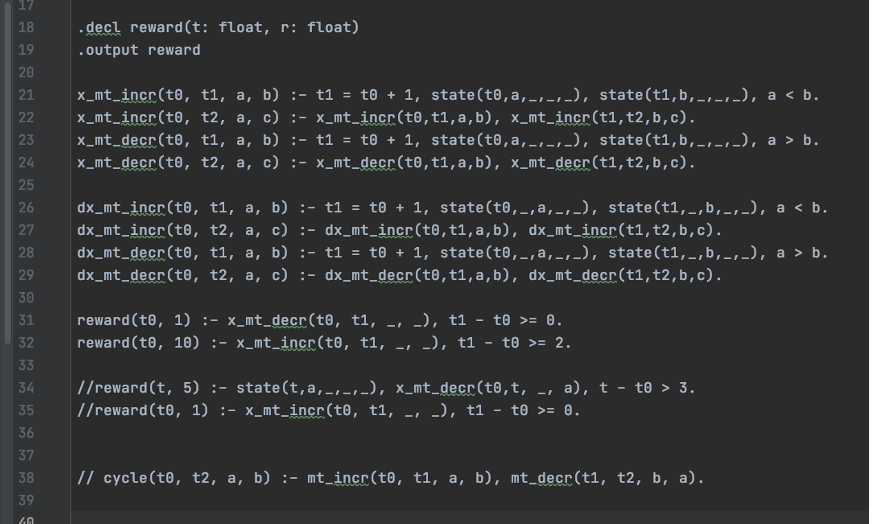 17
18 .decl reward(t: float, r: float)
19 .output reward
20
21 x_mt_incr(t0, t1, a, b) :- t1 = t0 + 1, state(t0,a,_,_,_), state(t1,b,_,_,_), a < b.
22 x_mt_incr(t0, t2, a, c) :- x_mt_incr(t0,t1,a,b), x_mt_incr(t1,t2,b,c).
23 x_mt_decr(t0, t1, a, b) :- t1 = t0 + 1, state(t0,a,_,_,_), state(t1,b,_,_,_), a > b.
24 x_mt_decr(t0, t2, a, c) :- x_mt_decr(t0,t1,a,b), x_mt_decr(t1,t2,b,c).
25
26 dx_mt_incr(t0, t1, a, b) :- t1 = t0 + 1, state(t0,_,a,_,_), state(t1,_,b,_,_), a < b.
27 dx_mt_incr(t0, t2, a, c) :- dx_mt_incr(t0,t1,a,b), dx_mt_incr(t1,t2,b,c).
28 dx_mt_decr(t0, t1, a, b) :- t1 = t0 + 1, state(t0,_,a,_,_), state(t1,_,b,_,_), a > b.
29 dx_mt_decr(t0, t2, a, c) :- dx_mt_decr(t0,t1,a,b), dx_mt_decr(t1,t2,b,c).
30
31 reward(t0, 1) :- x_mt_decr(t0, t1, _, _), t1 - t0 >= 0.
32 reward(t0, 10) :- x_mt_incr(t0, t1, _, _), t1 - t0 >= 2.
33
34 //reward(t, 5) :- state(t,a,_,_,_), x_mt_decr(t0,t, _, a), t - t0 > 3.
35 //reward(t0, 1) :- x_mt_incr(t0, t1, _, _), t1 - t0 >= 0.
36
37
38 // cycle(t0, t2, a, b) :- mt_incr(t0, t1, a, b), mt_decr(t1, t2, b, a).
39
40